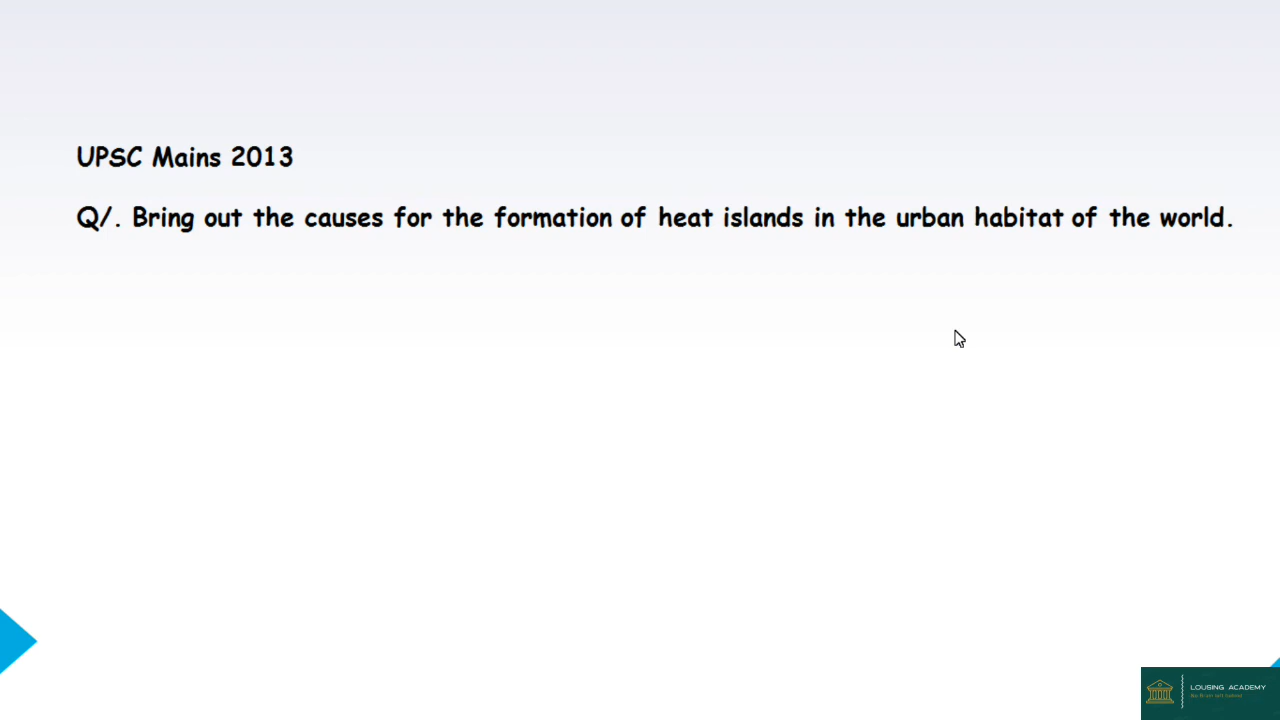 UPSC Mains 2013
Q/. Bring out the causes for the formation of heat islands in the urban habitat of the world.
LOUSING ACADEMY